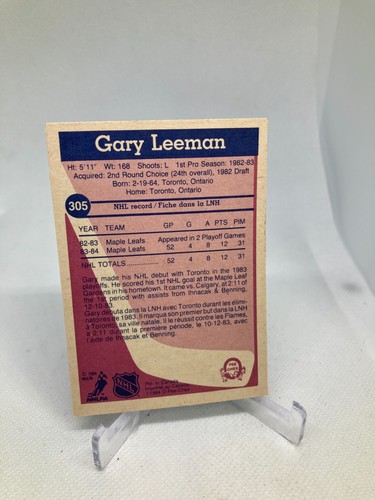 Gary Leeman
Ht: 5'11" Wt: 168 Shoots: L 1st Pro Season: 1982-83
Acquired: 2nd Round Choice (24th overall), 1982 Draft
Born: 2-19-64, Toronto, Ontario
Home: Toronto, Ontario
305
NHL record / Fiche dans la LNH
YEAR TEAM GP G A PTS PIM
82-83 Maple Leafs Appeared in 2 Playoff Games
83-84 Maple Leafs 52 4 8 12 31
NHL TOTALS 52 4 8 12 31
Gary made his NHL debut with Toronto in the 1983
playoffs. He scored his 1st NHL goal at the Maple Leaf
Gardens in his hometown. It came vs. Calgary, at 2:11 of
the 1st period with assists from Ihnacak & Benning,
12-10-83.
Gary débuta dans la LNH avec Toronto durant les élimi-
natoires de 1983. Il marqua son premier but dans la LNH
à Toronto, sa ville natale. Il le réussit contre les Flames,
à 2:11 durant la première période, le 10-12-83, avec
l'aide de Ihnacak & Benning.
NHLPA
NHL
O-PEE-CHEE